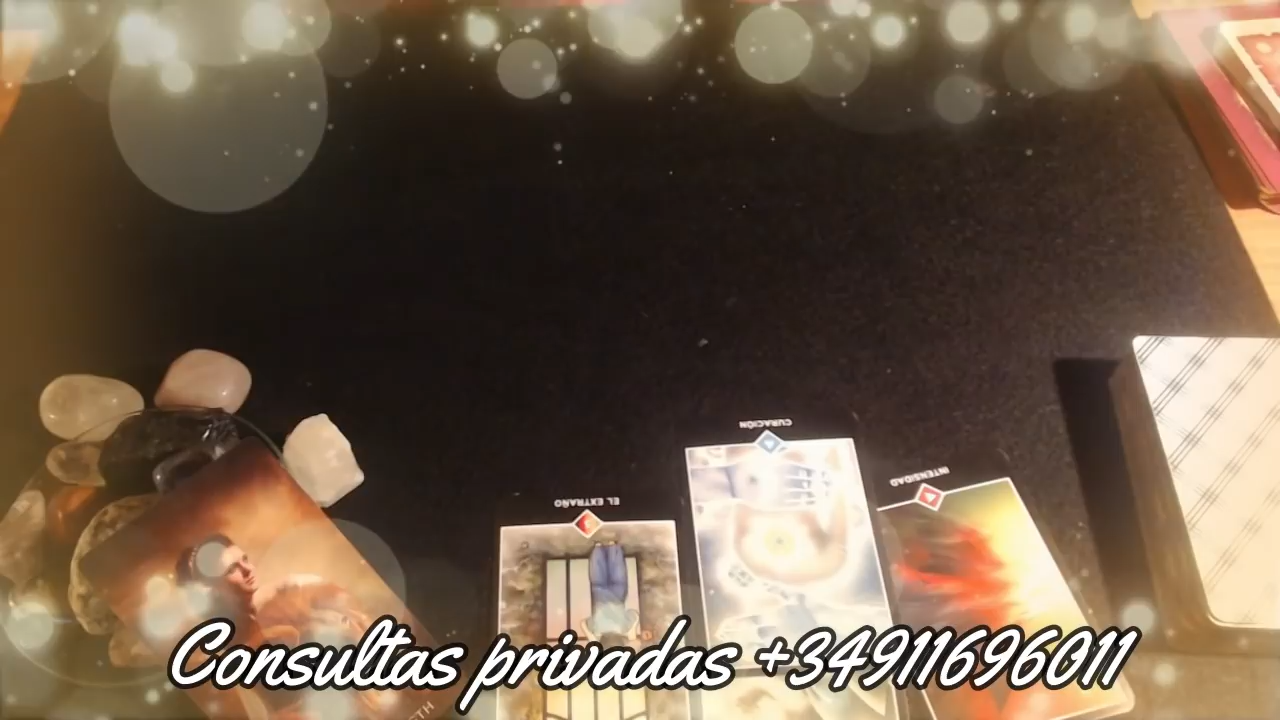 CURACIÓN
INTENSIDAD
EL EXTRAÑO
Consultas privadas +34911696011